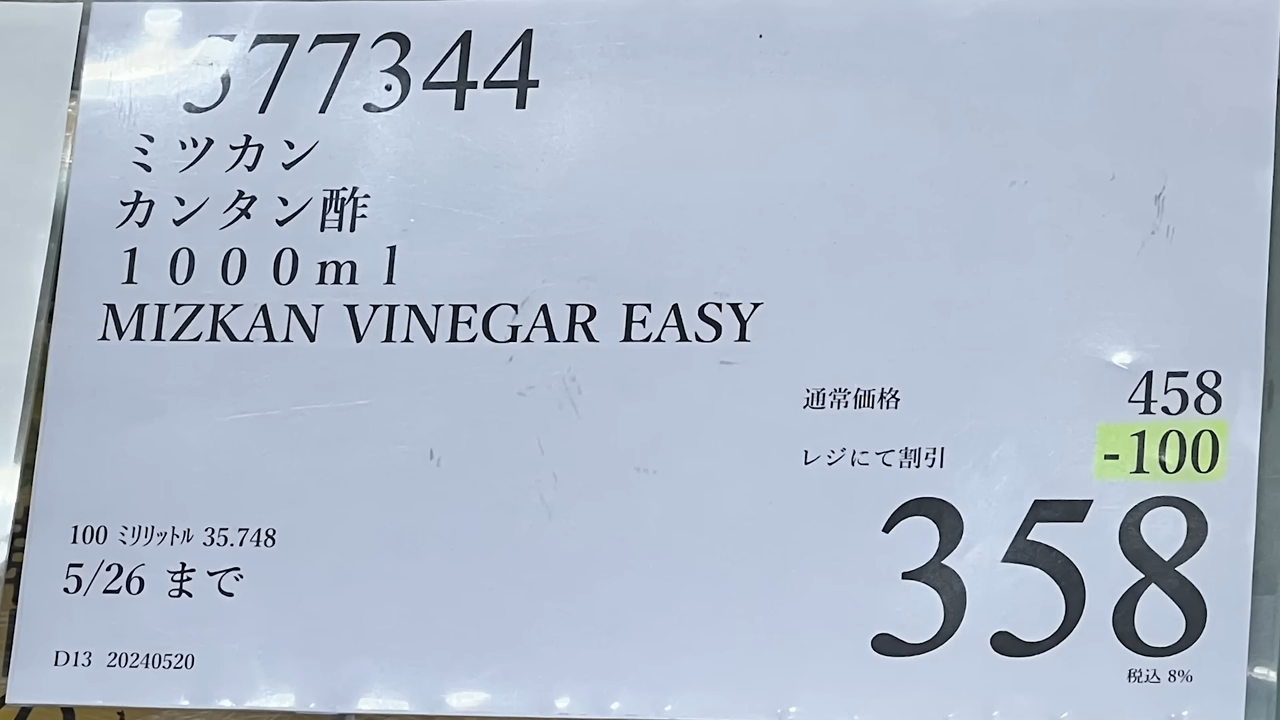 577344
ミツカン
カンタン酢
１０００ｍｌ
MIZKAN VINEGAR EASY
通常価格 458
レジにて割引 -100
358
税込 8%
100 ﾐﾘﾘｯﾄﾙ 35.748
5/26 まで
D13 20240520